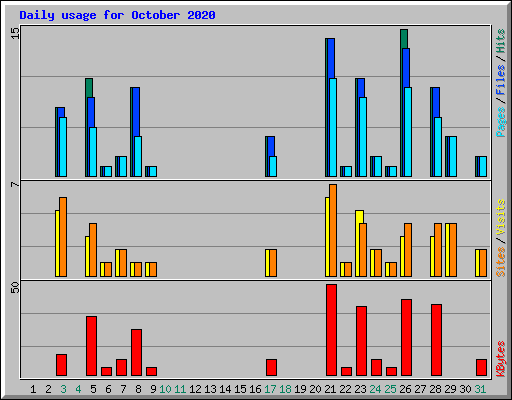 Daily usage for October 2020
15
Pages / Files / Hits
7
Sites / Visits
50
KBytes
1 2 3 4 5 6 7 8 9 10 11 12 13 14 15 16 17 18 19 20 21 22 23 24 25 26 27 28 29 30 31